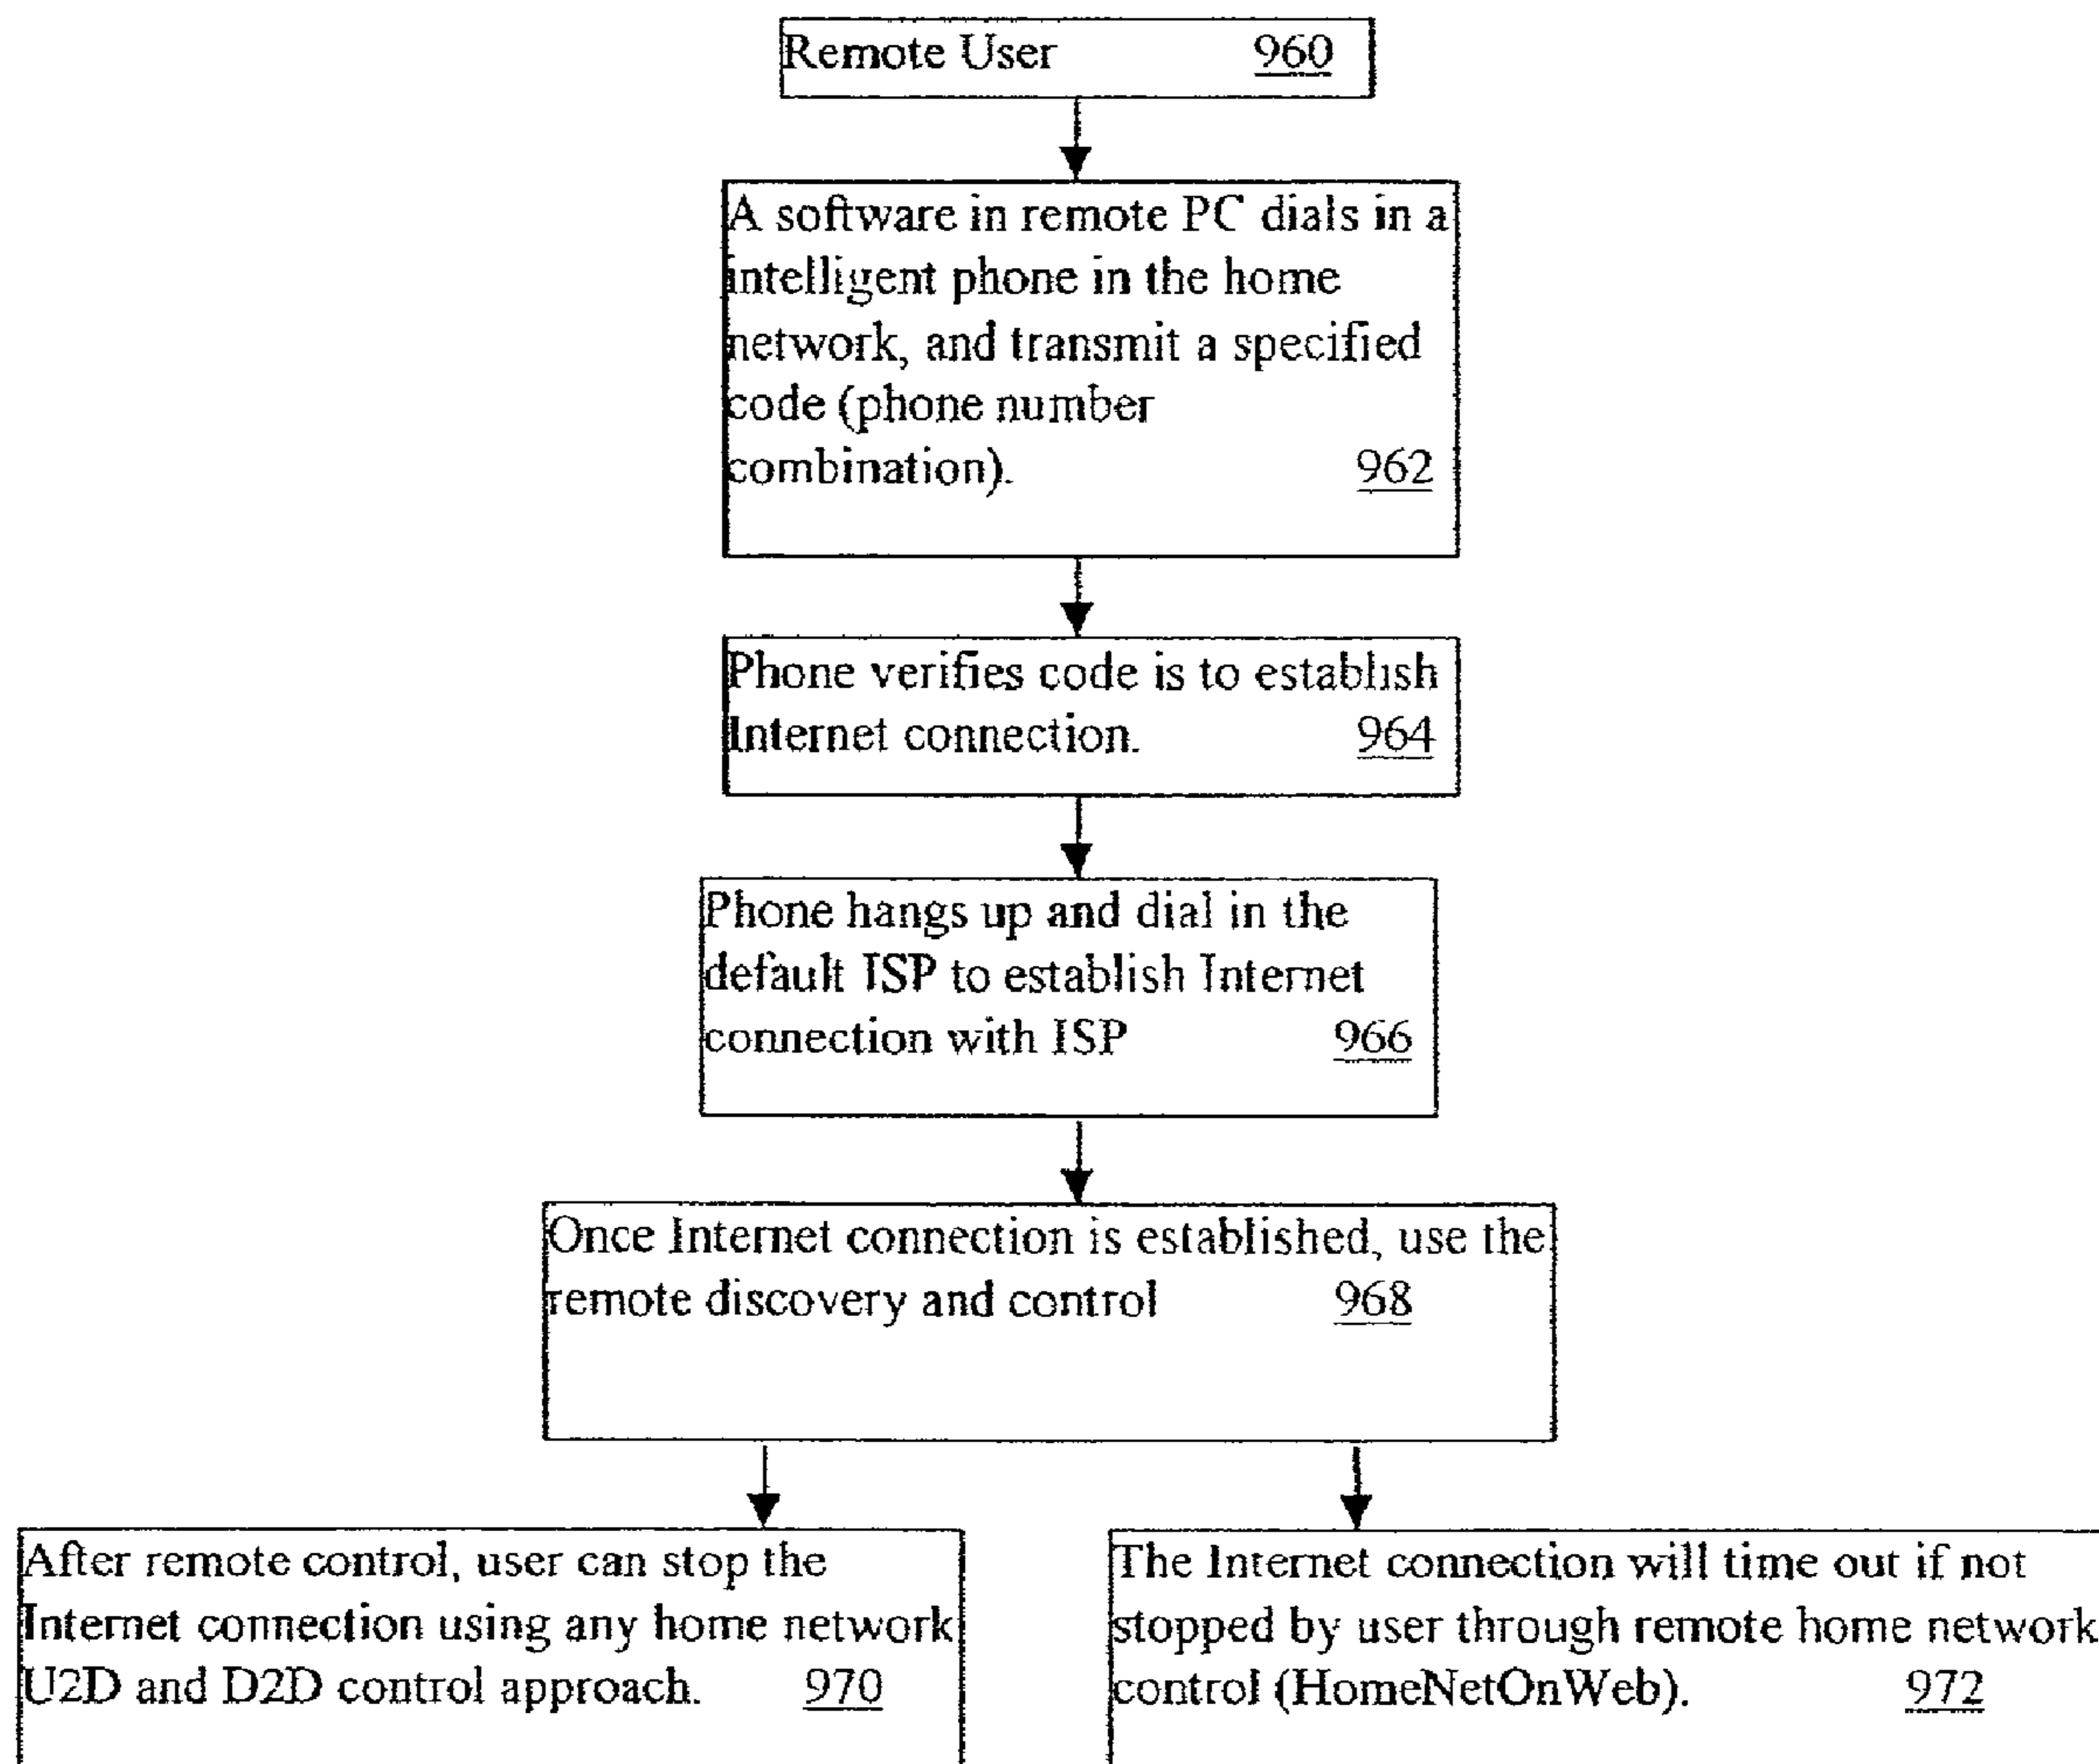 Remote User 960
A software in remote PC dials in a
intelligent phone in the home
network, and transmit a specified
code (phone number
combination). 962
Phone verifies code is to establish
Internet connection. 964
Phone hangs up and dial in the
default ISP to establish Internet
connection with ISP 966
Once Internet connection is established, use the
remote discovery and control 968
After remote control, user can stop the
Internet connection using any home network
U2D and D2D control approach. 970
The Internet connection will time out if not
stopped by user through remote home network
control (HomeNetOnWeb). 972